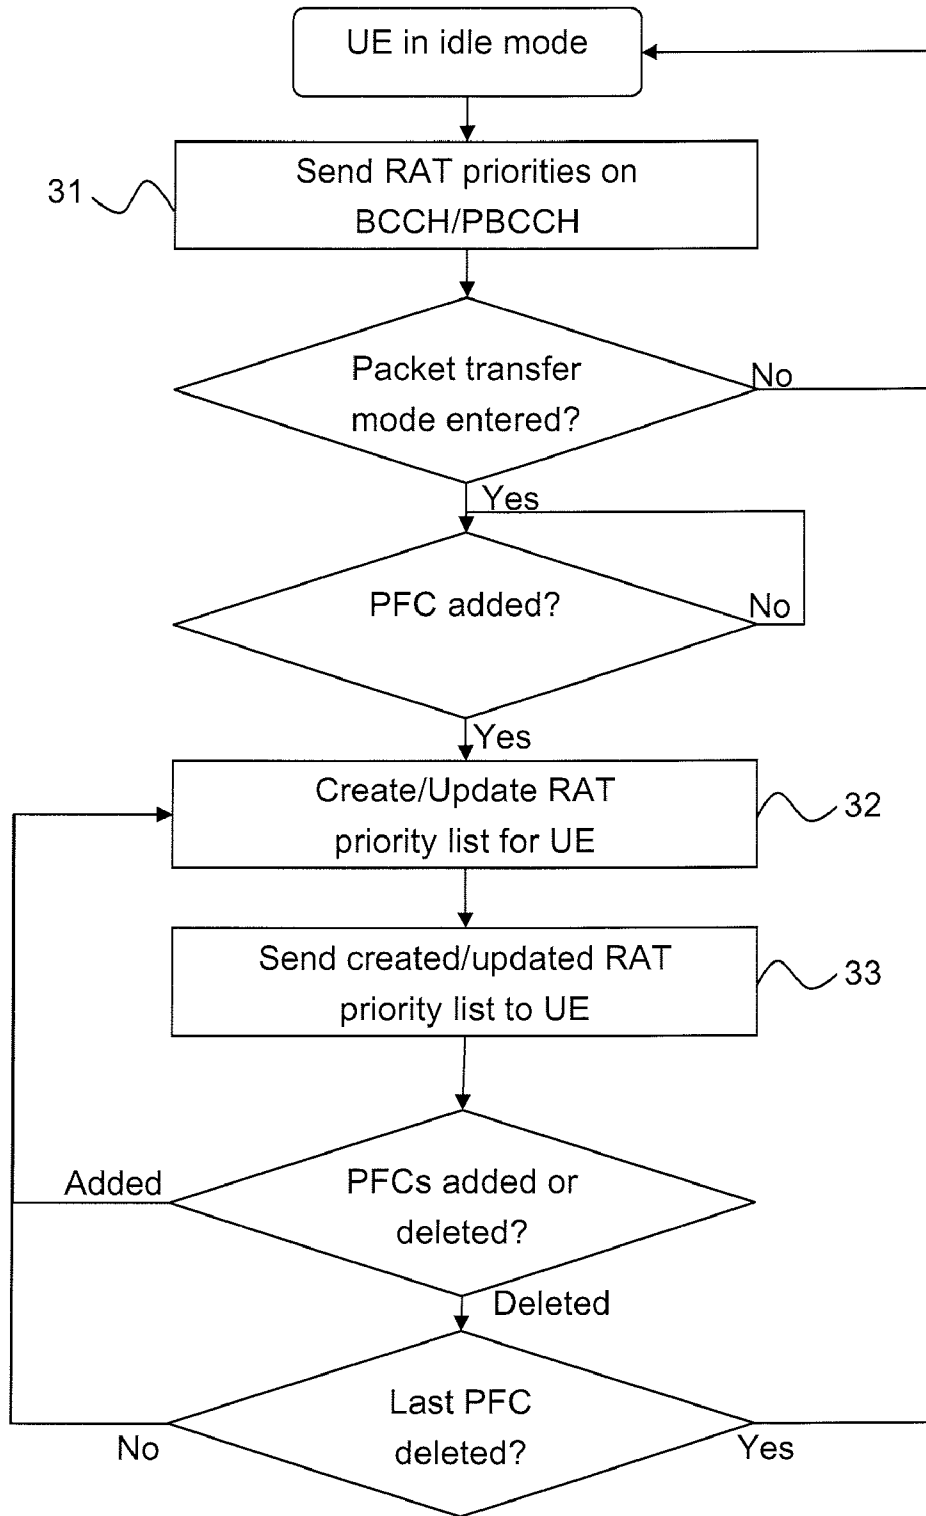 UE in idle mode
Send RAT priorities on
BCCH/PBCCH
31
Packet transfer
mode entered?
No
Yes
PFC added?
No
Yes
Create/Update RAT
priority list for UE
32
Send created/updated RAT
priority list to UE
33
PFCs added or
deleted?
Added
Deleted
Last PFC
deleted?
No
Yes